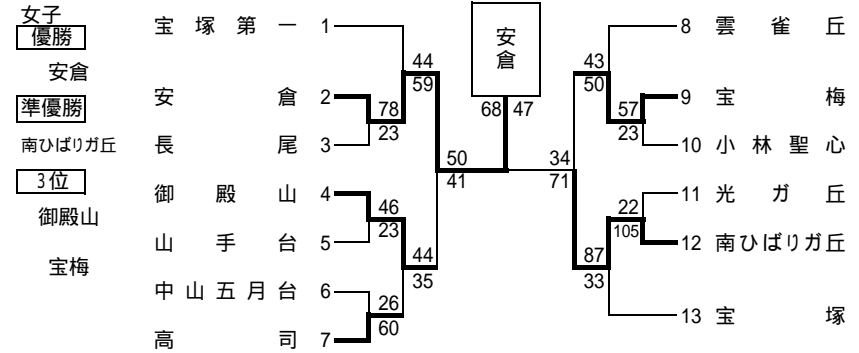 女子
優勝
安倉
準優勝
南ひばりガ丘
3位
御殿山
宝梅
宝塚第一 1
安倉 2
長尾 3
御殿山 4
山手台 5
中山五月台 6
高司 7
44
59
78
23
46
23
44
35
26
60
50
41
安倉
68 47
34
71
43
50
57
23
22
105
87
33
8 雲雀丘
9 宝梅
10 小林聖心
11 光ガ丘
12 南ひばりガ丘
13 宝塚